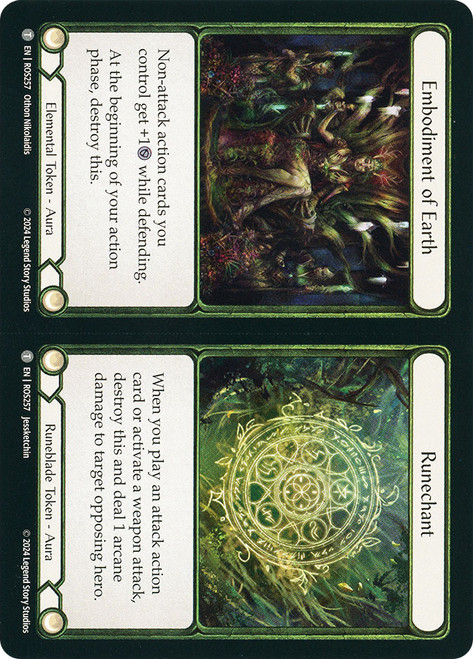 Embodiment of Earth
Non-attack action cards you
control get +1 while defending.
At the beginning of your action
phase, destroy this.
Elemental Token - Aura
T EN | ROS257 Othon Nikolaidis
© 2024 Legend Story Studios
Runechant
When you play an attack action
card or activate a weapon attack,
destroy this and deal 1 arcane
damage to target opposing hero.
Runeblade Token - Aura
T EN | ROS257 jessketchin
© 2024 Legend Story Studios